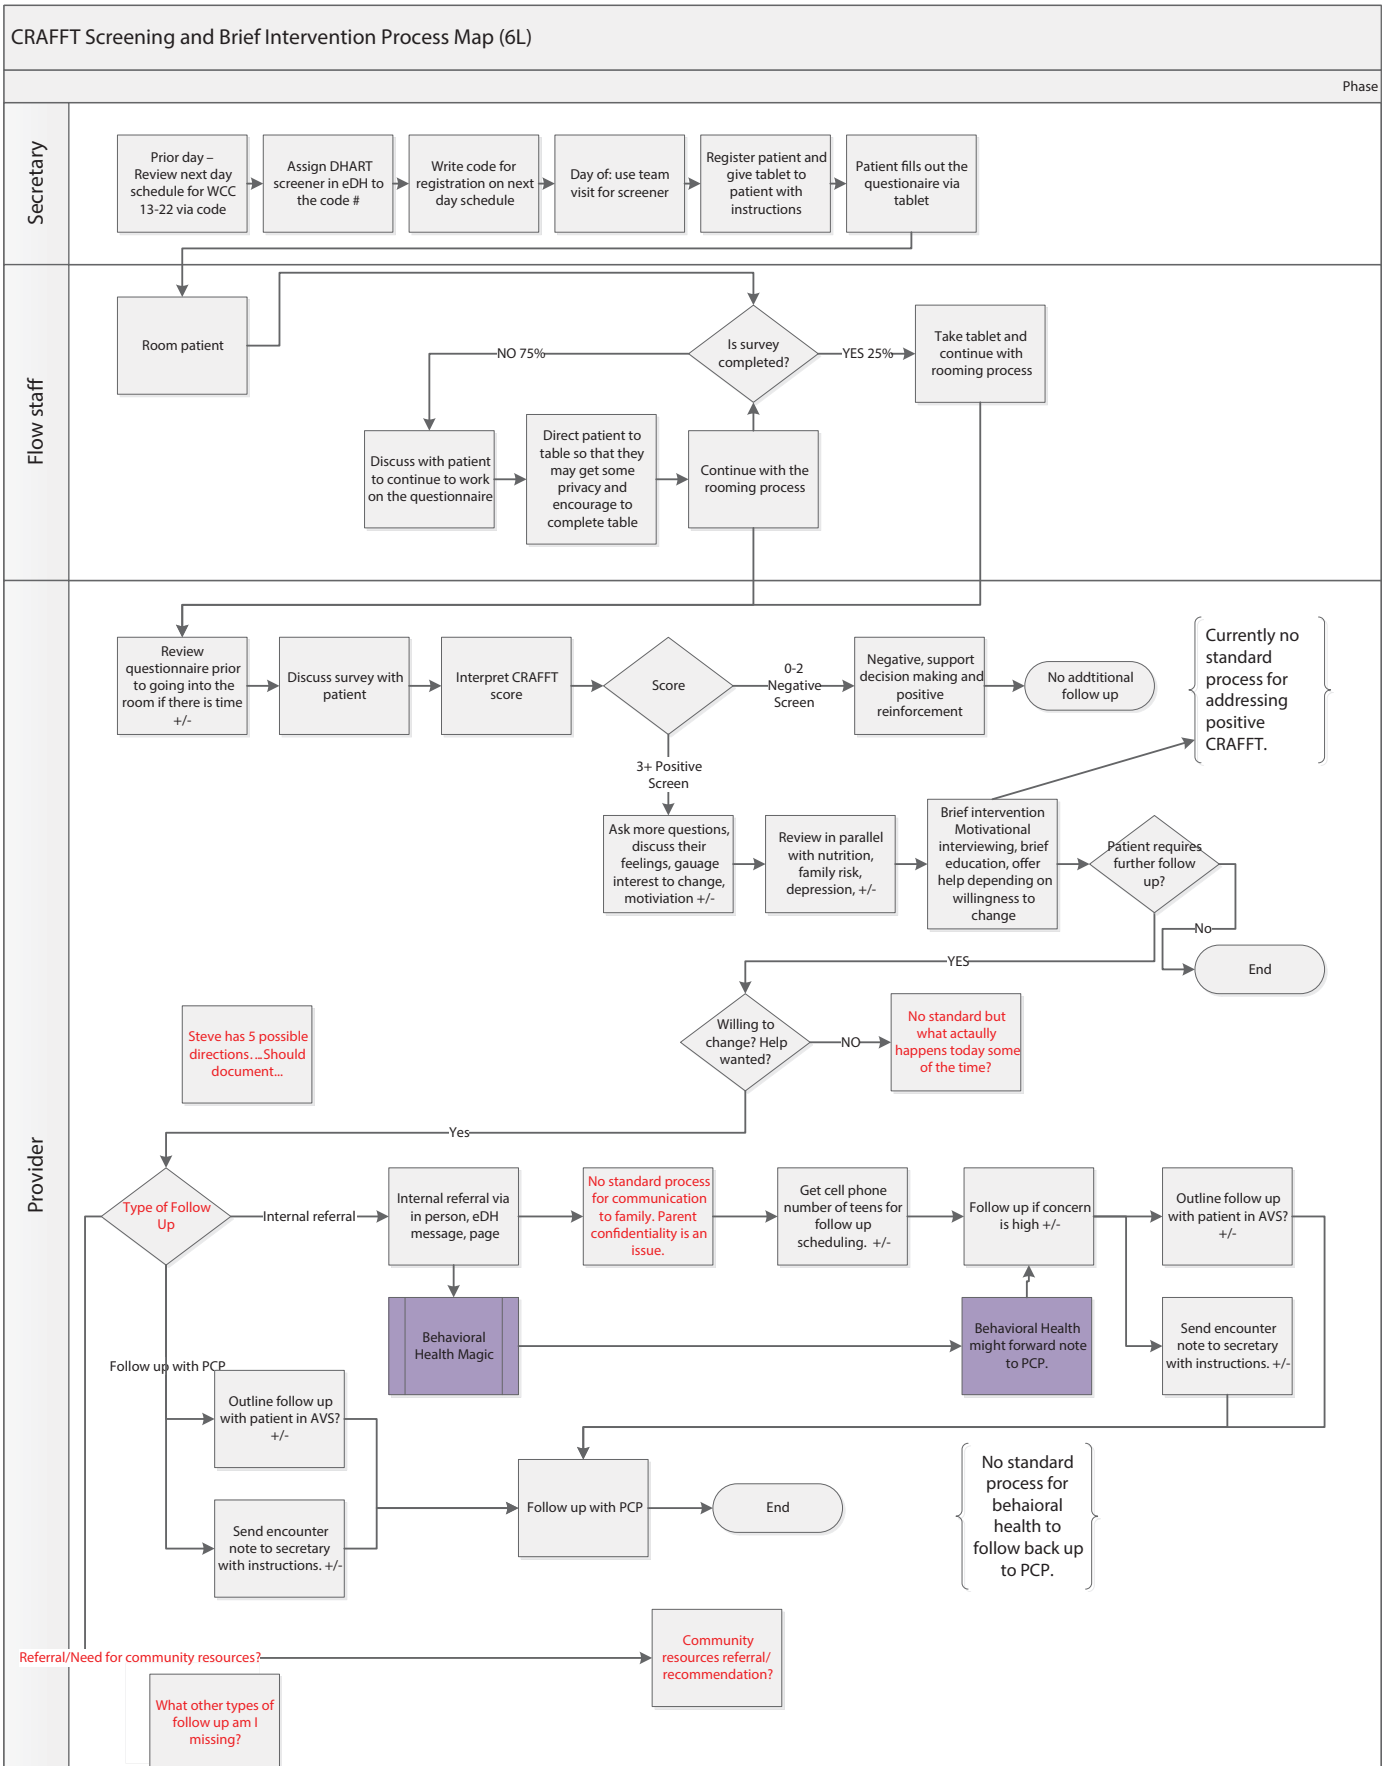 CRAFFT Screening and Brief Intervention Process Map (6L)
Phase
Secretary
Prior day –
Review next day
schedule for WCC
13-22 via code
Assign DHART
screener in eDH to
the code #
Write code for
registration on next
day schedule
Day of: use team
visit for screener
Register patient and
give tablet to
patient with
instructions
Patient fills out the
questionaire via
tablet
Flow staff
Room patient
Is survey
completed?
NO 75%
YES 25%
Take tablet and
continue with
rooming process
Discuss with patient
to continue to work
on the questionnaire
Direct patient to
table so that they
may get some
privacy and
encourage to
complete table
Continue with the
rooming process
Provider
Review
questionnaire prior
to going into the
room if there is time
+/-
Discuss survey with
patient
Interpret CRAFFT
score
Score
0-2
Negative
Screen
Negative, support
decision making and
positive
reinforcement
No addtitional
follow up
Currently no
standard
process for
addressing
positive
CRAFFT.
3+ Positive
Screen
Ask more questions,
discuss their
feelings, gauage
interest to change,
motiviation +/-
Review in parallel
with nutrition,
family risk,
depression, +/-
Brief intervention
Motivational
interviewing, brief
education, offer
help depending on
willingness to
change
Patient requires
further follow
up?
No
End
YES
Willing to
change? Help
wanted?
NO
No standard but
what actaully
happens today some
of the time?
Steve has 5 possible
directions....Should
document...
Yes
Type of Follow
Up
Internal referral
Internal referral via
in person, eDH
message, page
No standard process
for communication
to family. Parent
confidentiality is an
issue.
Get cell phone
number of teens for
follow up
scheduling. +/-
Follow up if concern
is high +/-
Outline follow up
with patient in AVS?
+/-
Behavioral
Health Magic
Behavioral Health
might forward note
to PCP.
Send encounter
note to secretary
with instructions. +/-
Follow up with PCP
Outline follow up
with patient in AVS?
+/-
Send encounter
note to secretary
with instructions. +/-
Follow up with PCP
End
No standard
process for
behaioral
health to
follow back up
to PCP.
Referral/Need for community resources?
Community
resources referral/
recommendation?
What other types of
follow up am I
missing?